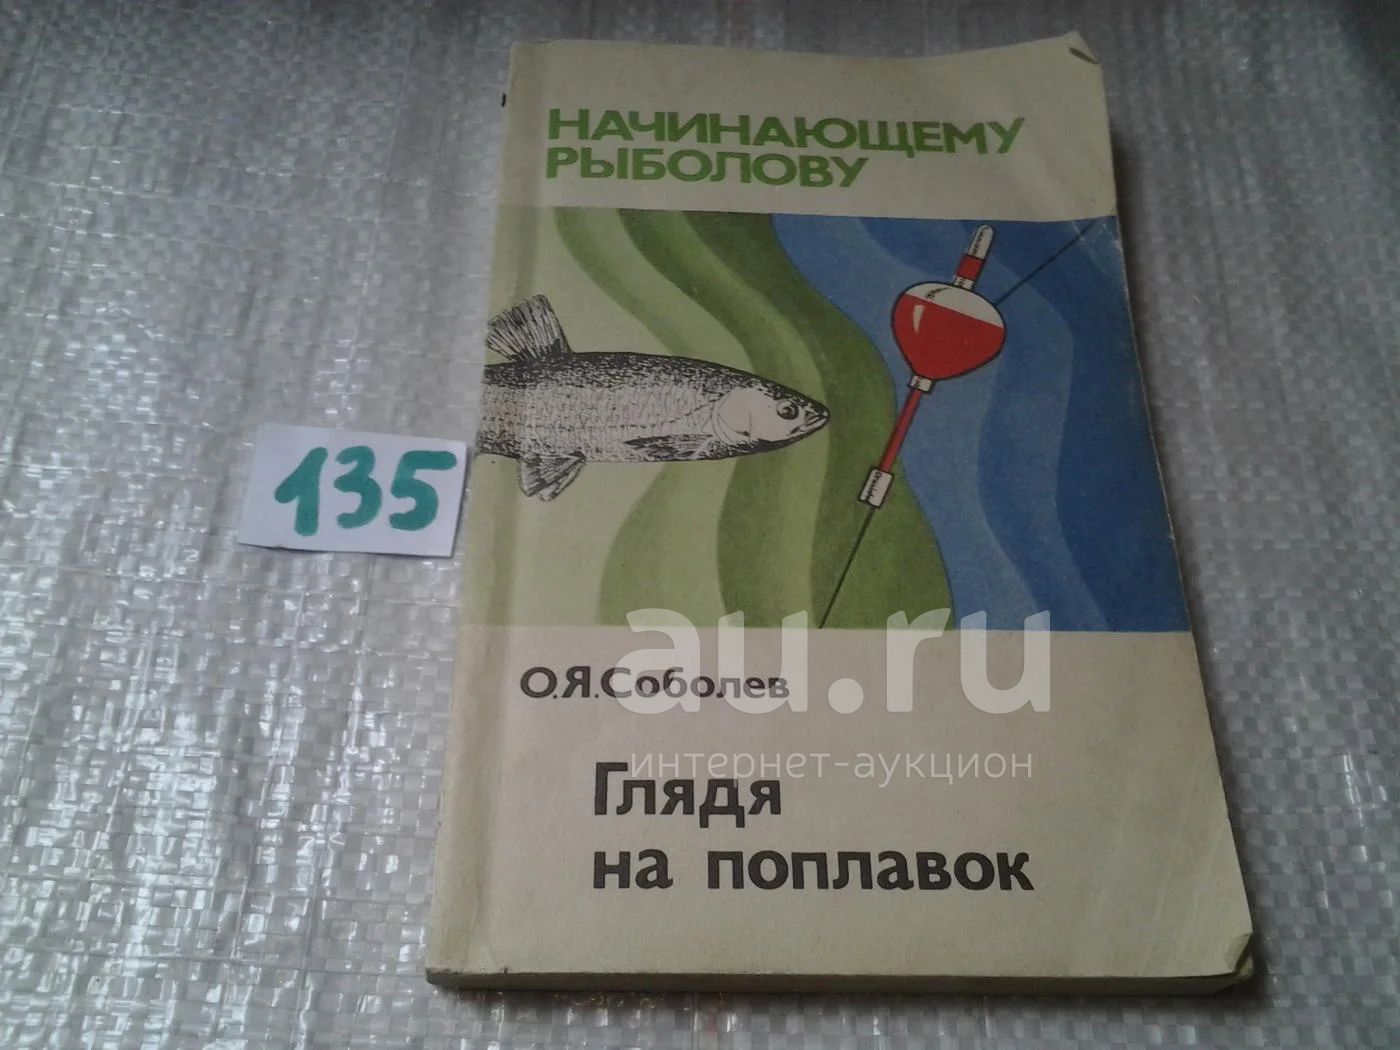 НАЧИНАЮЩЕМУ
РЫБОЛОВУ
135
О.Я.Соболев
au.ru
интернет-аукцион
Глядя
на поплавок